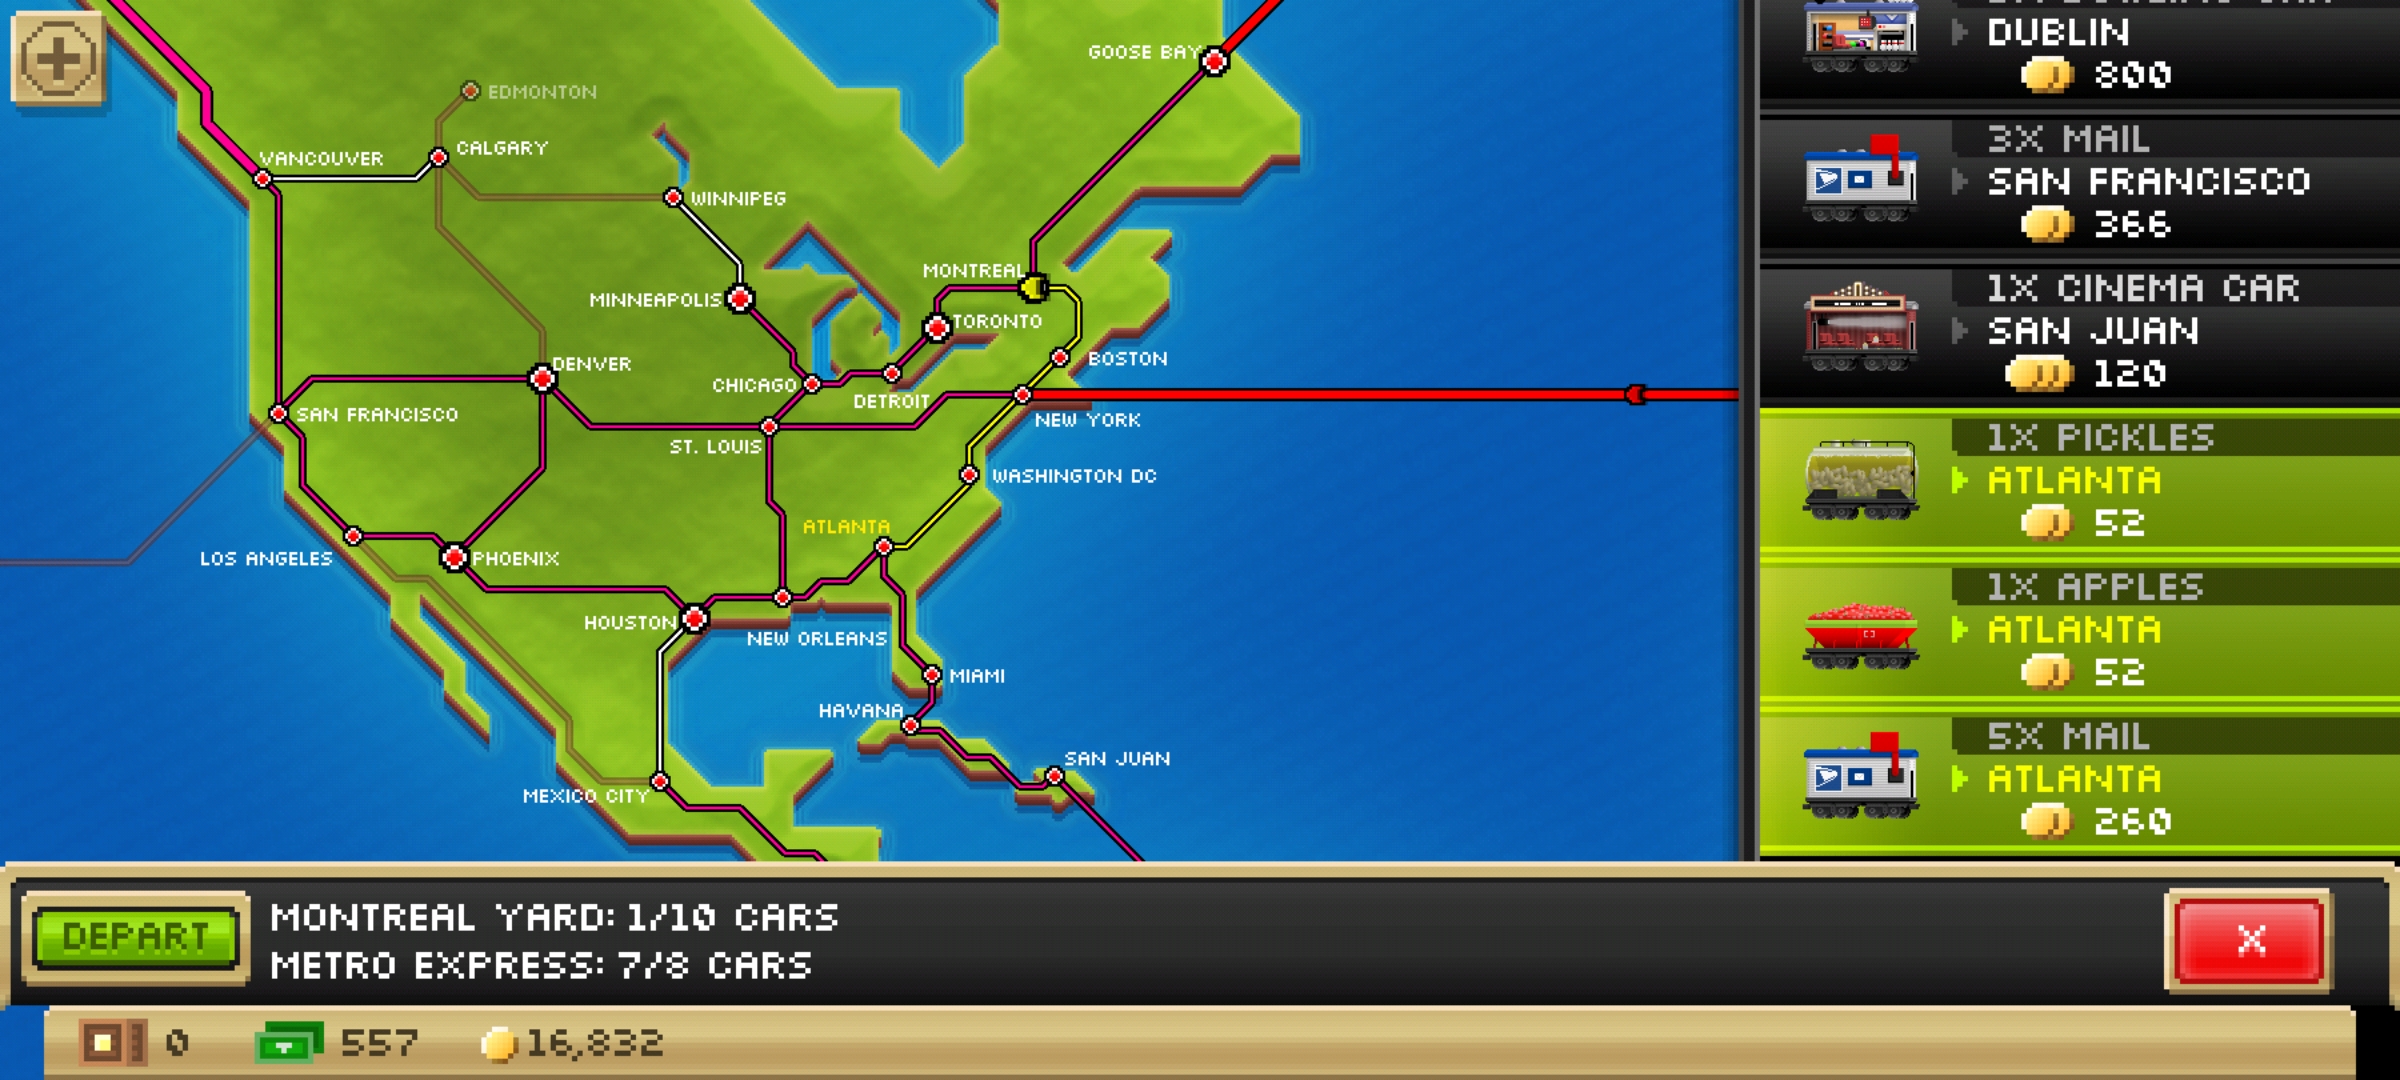 GOOSE BAY
EDMONTON
CALGARY
VANCOUVER
WINNIPEG
MONTREAL
MINNEAPOLIS
TORONTO
BOSTON
DENVER
CHICAGO
DETROIT
SAN FRANCISCO
NEW YORK
ST. LOUIS
WASHINGTON DC
ATLANTA
LOS ANGELES
PHOENIX
HOUSTON
NEW ORLEANS
MIAMI
HAVANA
SAN JUAN
MEXICO CITY
DUBLIN
800
3X MAIL
SAN FRANCISCO
366
1X CINEMA CAR
SAN JUAN
120
1X PICKLES
ATLANTA
52
1X APPLES
ATLANTA
52
5X MAIL
ATLANTA
260
DEPART
MONTREAL YARD: 1/10 CARS
METRO EXPRESS: 7/8 CARS
X
0
557
16,832